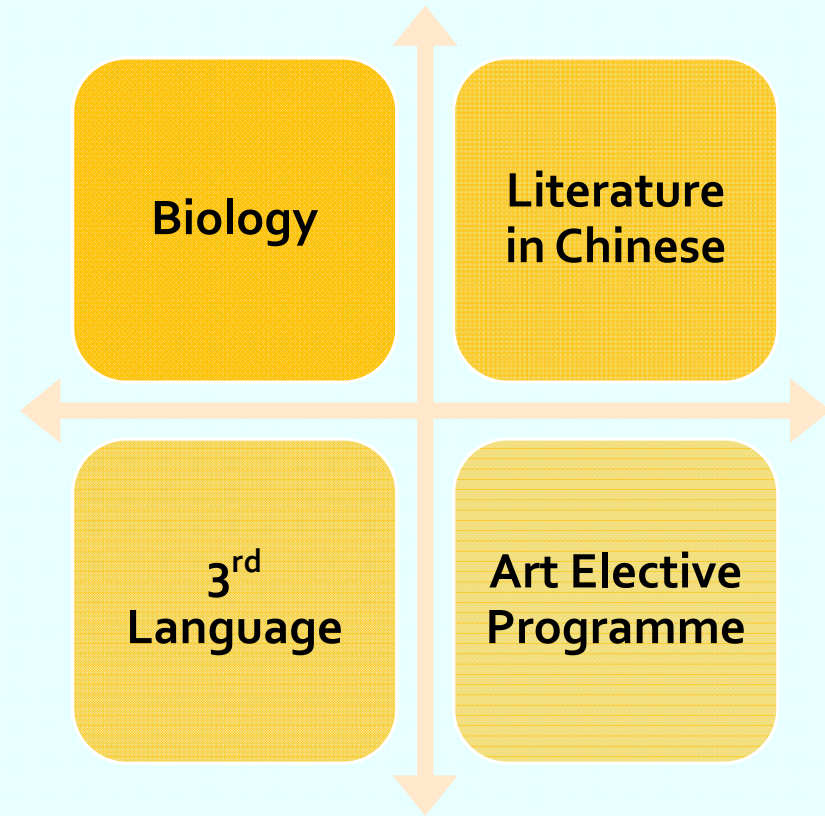 Biology
Literature
in Chinese
3rd
Language
Art Elective
Programme